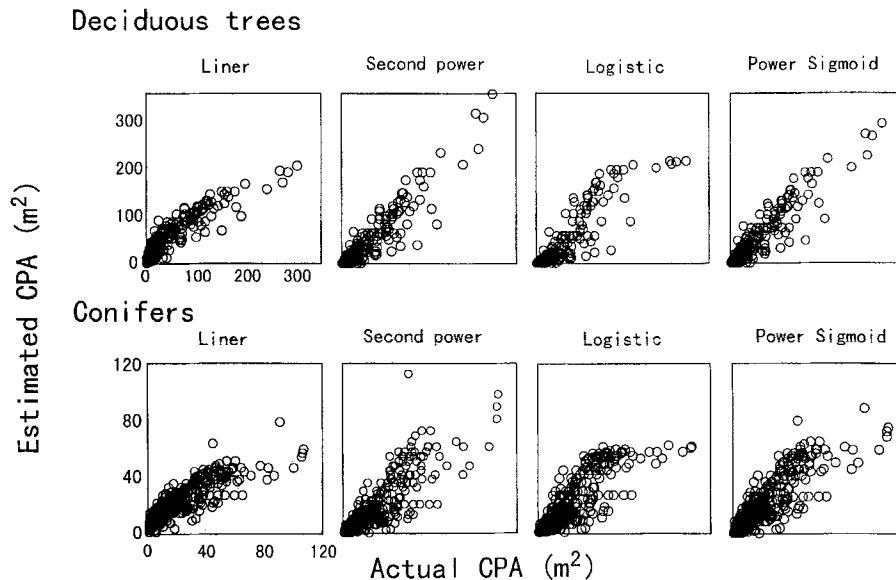 Deciduous trees
Liner Second power Logistic Power Sigmoid
300
200
100
0
0 100 200 300
Estimated CPA (m²)
Conifers
Liner Second power Logistic Power Sigmoid
120
80
40
0
0 40 80 120
Actual CPA (m²)